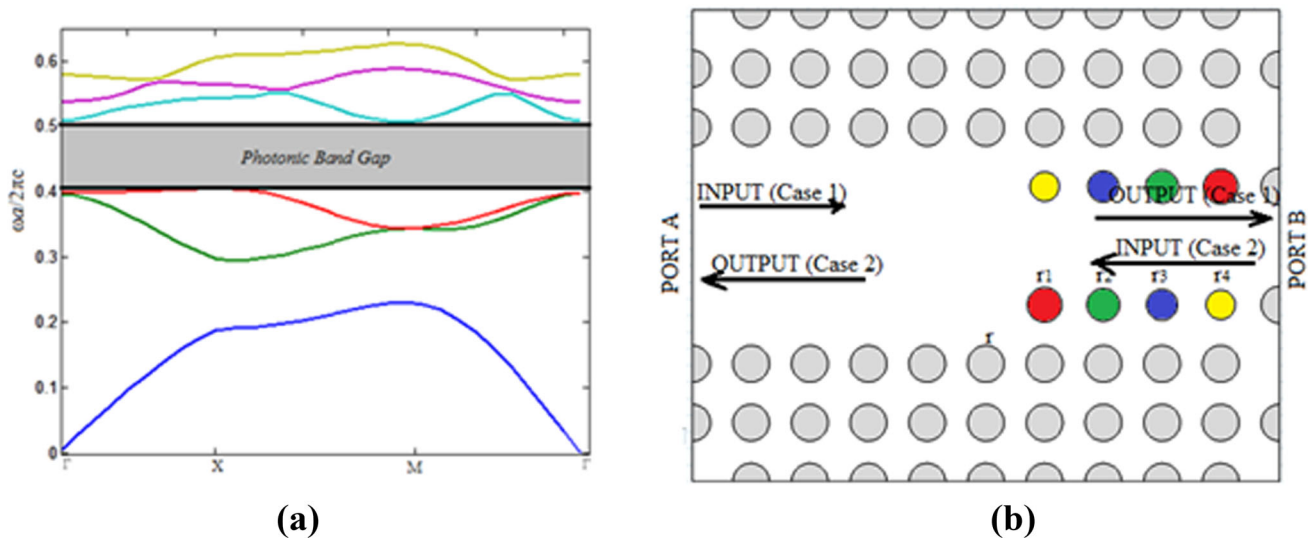 0.6
0.5
0.4
0.3
0.2
0.1
0
ωa/2πc
Photonic Band Gap
Γ
X
M
Γ
(a)
PORT A
INPUT (Case 1)
OUTPUT (Case 1)
INPUT (Case 2)
OUTPUT (Case 2)
r1
r2
r3
r4
r
PORT B
(b)